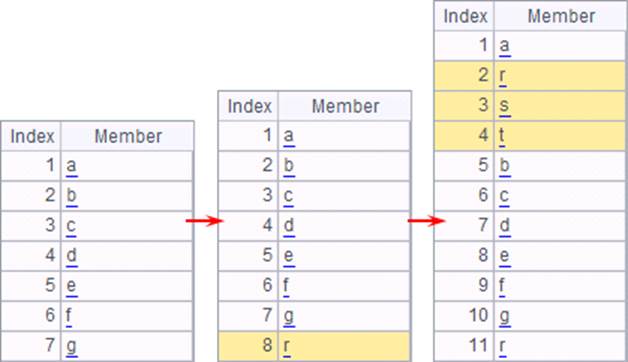 Index Member
1 a
2 b
3 c
4 d
5 e
6 f
7 g
Index Member
1 a
2 b
3 c
4 d
5 e
6 f
7 g
8 r
Index Member
1 a
2 r
3 s
4 t
5 b
6 c
7 d
8 e
9 f
10 g
11 r